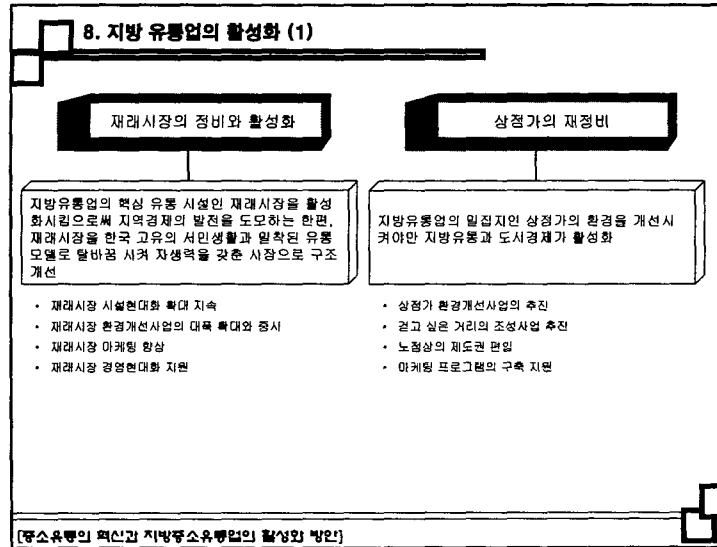 8. 지방 유통업의 활성화 (1)
재래시장의 정비와 활성화
지방유통업의 핵심 유통 시설인 재래시장을 활성
화시킴으로써 지역경제의 발전을 도모하는 한편,
재래시장을 한국 고유의 서민생활과 밀착된 유통
모델로 탈바꿈 시켜 자생력을 갖춘 시장으로 구조
개선
• 재래시장 시설현대화 확대 지속
• 재래시장 환경개선사업의 대폭 확대와 중시
• 재래시장 마케팅 향상
• 재래시장 경영현대화 지원
상점가의 재정비
지방유통업의 밀집지인 상점가의 환경을 개선시
켜야만 지방유통과 도서경제가 활성화
• 상점가 환경개선사업의 추진
• 걷고 싶은 거리의 조성사업 추진
• 노점상의 제도권 편입
• 마케팅 프로그램의 구축 지원
[중소유통의 혁신과 지방중소유통업의 활성화 방안]